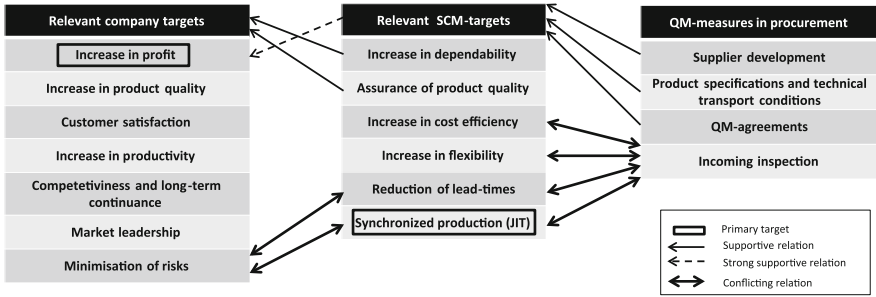 Relevant company targets
Increase in profit
Increase in product quality
Customer satisfaction
Increase in productivity
Competetiveness and long-term
continuance
Market leadership
Minimisation of risks
Relevant SCM-targets
Increase in dependability
Assurance of product quality
Increase in cost efficiency
Increase in flexibility
Reduction of lead-times
Synchronized production (JIT)
QM-measures in procurement
Supplier development
Product specifications and technical
transport conditions
QM-agreements
Incoming inspection
Primary target
Supportive relation
Strong supportive relation
Conflicting relation